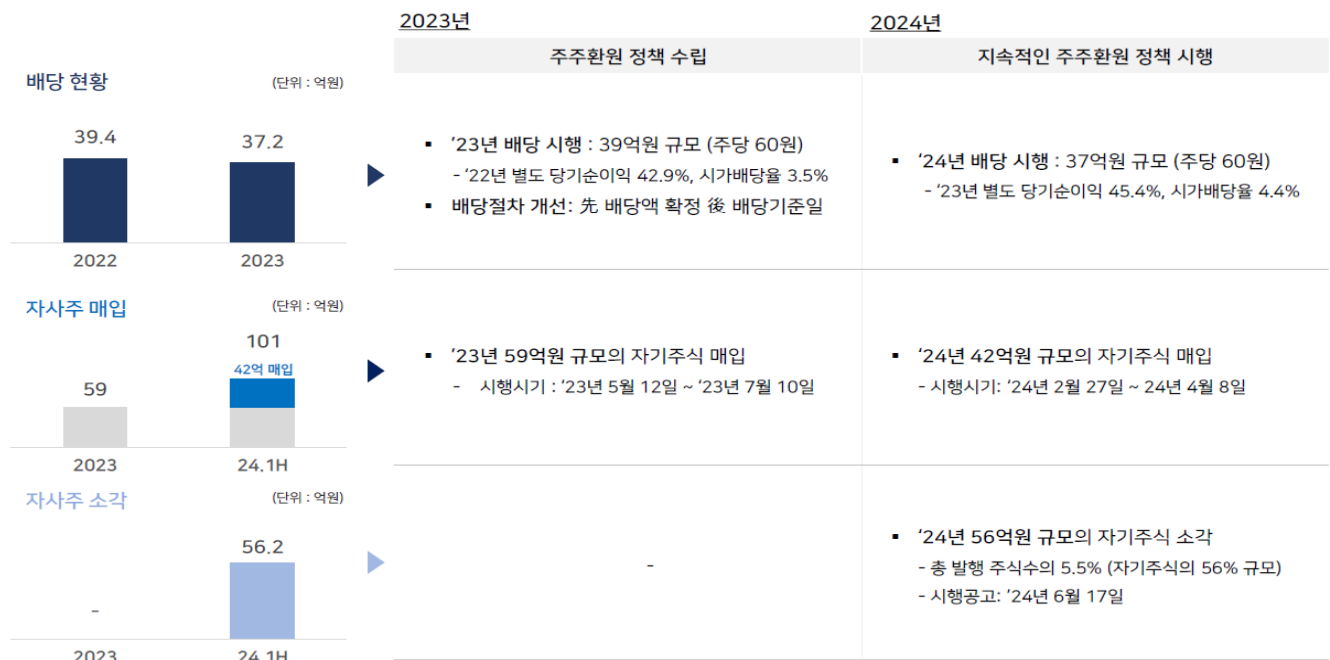 2023년
2024년
주주환원 정책 수립
지속적인 주주환원 정책 시행
배당 현황
(단위 : 억원)
39.4
37.2
2022
2023
▪ ’23년 배당 시행 : 39억원 규모 (주당 60원)
- ’22년 별도 당기순이익 42.9%, 시가배당율 3.5%
▪ 배당절차 개선: 先 배당액 확정 後 배당기준일
▪ ‘24년 배당 시행 : 37억원 규모 (주당 60원)
- ’23년 별도 당기순이익 45.4%, 시가배당율 4.4%
자사주 매입
(단위 : 억원)
101
42억 매입
59
2023
24.1H
▪ ’23년 59억원 규모의 자기주식 매입
- 시행시기 : ’23년 5월 12일 ~ ’23년 7월 10일
▪ ‘24년 42억원 규모의 자기주식 매입
- 시행시기: ’24년 2월 27일 ~ 24년 4월 8일
자사주 소각
(단위 : 억원)
56.2
-
2023
24.1H
-
▪ ‘24년 56억원 규모의 자기주식 소각
- 총 발행 주식수의 5.5% (자기주식의 56% 규모)
- 시행공고: ’24년 6월 17일